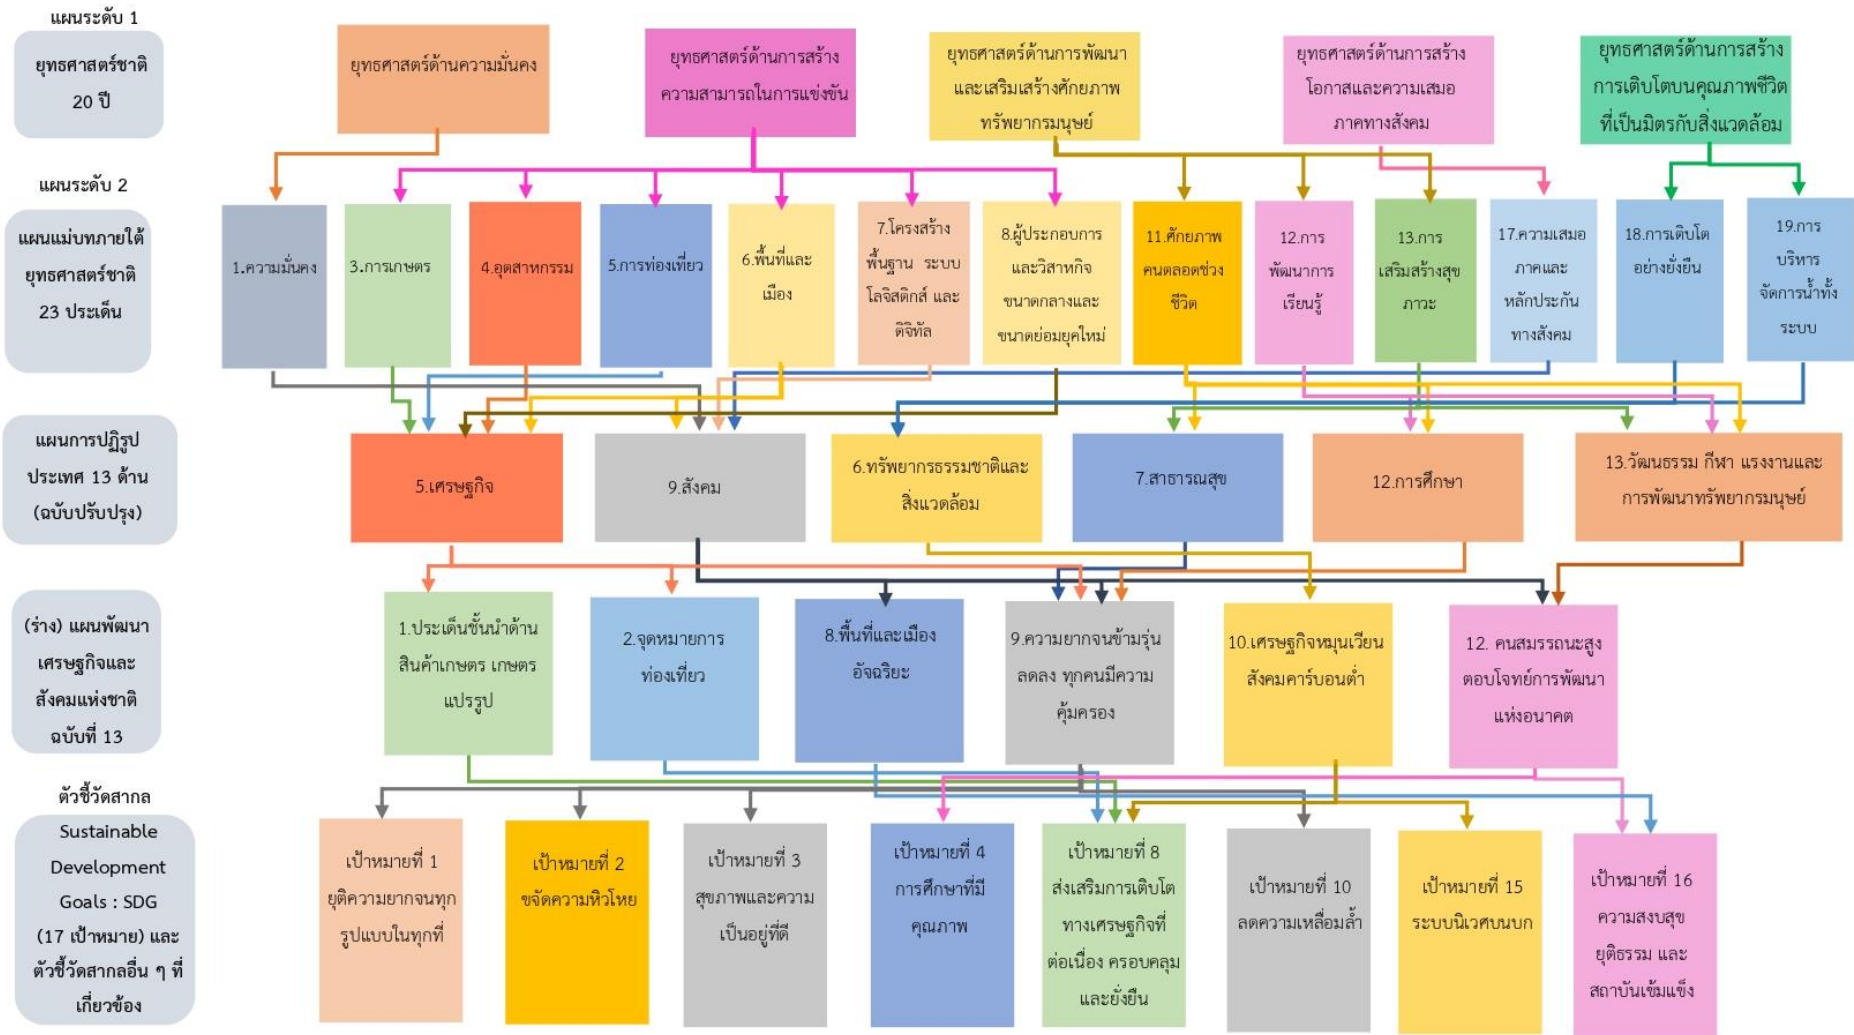 แผนระดับ 1
ยุทธศาสตร์ชาติ
20 ปี
ยุทธศาสตร์ด้านความมั่นคง
ยุทธศาสตร์ด้านการสร้าง
ความสามารถในการแข่งขัน
ยุทธศาสตร์ด้านการพัฒนา
และเสริมเสร้างศักยภาพ
ทรัพยากรมนุษย์
ยุทธศาสตร์ด้านการสร้าง
โอกาสและความเสมอ
ภาคทางสังคม
ยุทธศาสตร์ด้านการสร้าง
การเติบโตบนคุณภาพชีวิต
ที่เป็นมิตรกับสิ่งแวดล้อม
แผนระดับ 2
แผนแม่บทภายใต้
ยุทธศาสตร์ชาติ
23 ประเด็น
1.ความมั่นคง
3.การเกษตร
4.อุตสาหกรรม
5.การท่องเที่ยว
6.พื้นที่และ
เมือง
7.โครงสร้าง
พื้นฐาน ระบบ
โลจิสติกส์ และ
ดิจิทัล
8.ผู้ประกอบการ
และวิสาหกิจ
ขนาดกลางและ
ขนาดย่อมยุคใหม่
11.ศักยภาพ
คนตลอดช่วง
ชีวิต
12.การ
พัฒนาการ
เรียนรู้
13.การ
เสริมสร้างสุข
ภาวะ
17.ความเสมอ
ภาคและ
หลักประกัน
ทางสังคม
18.การเติบโต
อย่างยั่งยืน
19.การ
บริหาร
จัดการน้ำทั้ง
ระบบ
แผนการปฏิรูป
ประเทศ 13 ด้าน
(ฉบับปรับปรุง)
5.เศรษฐกิจ
9.สังคม
6.ทรัพยากรธรรมชาติและ
สิ่งแวดล้อม
7.สาธารณสุข
12.การศึกษา
13.วัฒนธรรม กีฬา แรงงานและ
การพัฒนาทรัพยากรมนุษย์
(ร่าง) แผนพัฒนา
เศรษฐกิจและ
สังคมแห่งชาติ
ฉบับที่ 13
1.ประเด็นชั้นนำด้าน
สินค้าเกษตร เกษตร
แปรรูป
2.จุดหมายการ
ท่องเที่ยว
8.พื้นที่และเมือง
อัจฉริยะ
9.ความยากจนข้ามรุ่น
ลดลง ทุกคนมีความ
คุ้มครอง
10.เศรษฐกิจหมุนเวียน
สังคมคาร์บอนต่ำ
12. คนสมรรถนะสูง
ตอบโจทย์การพัฒนา
แห่งอนาคต
ตัวชี้วัดสากล
Sustainable
Development
Goals : SDG
(17 เป้าหมาย) และ
ตัวชี้วัดสากลอื่น ๆ ที่
เกี่ยวข้อง
เป้าหมายที่ 1
ยุติความยากจนทุก
รูปแบบในทุกที่
เป้าหมายที่ 2
ขจัดความหิวโหย
เป้าหมายที่ 3
สุขภาพและความ
เป็นอยู่ที่ดี
เป้าหมายที่ 4
การศึกษาที่มี
คุณภาพ
เป้าหมายที่ 8
ส่งเสริมการเติบโต
ทางเศรษฐกิจที่
ต่อเนื่อง ครอบคลุม
และยั่งยืน
เป้าหมายที่ 10
ลดความเหลื่อมล้ำ
เป้าหมายที่ 15
ระบบนิเวศบนบก
เป้าหมายที่ 16
ความสงบสุข
ยุติธรรม และ
สถาบันเข้มแข็ง